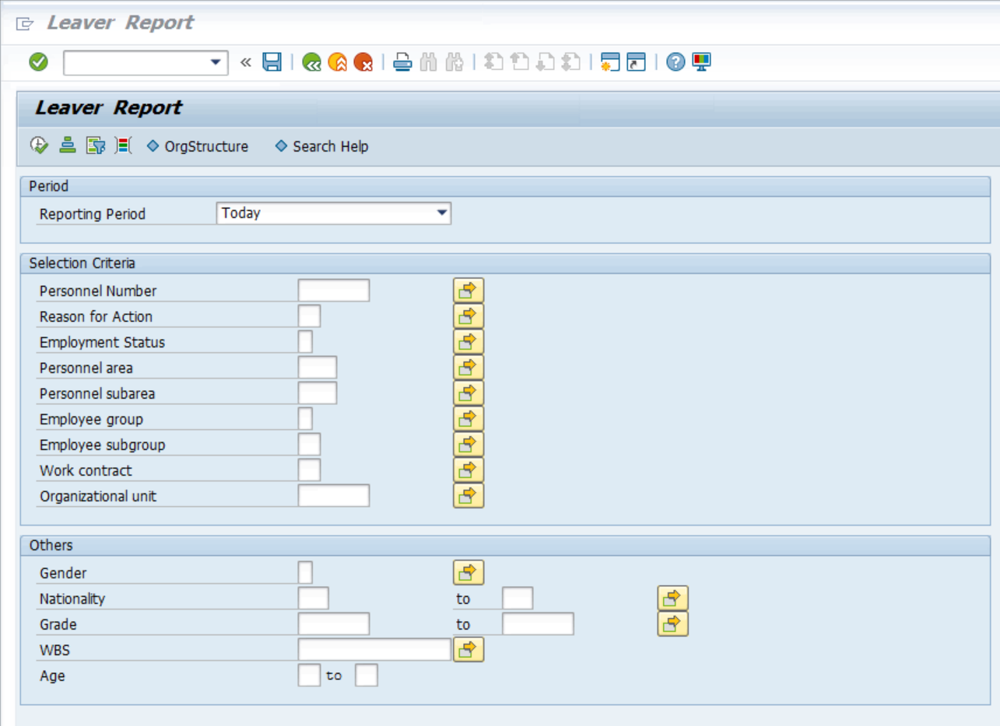 Leaver Report
Leaver Report
OrgStructure Search Help
Period
Reporting Period Today
Selection Criteria
Personnel Number
Reason for Action
Employment Status
Personnel area
Personnel subarea
Employee group
Employee subgroup
Work contract
Organizational unit
Others
Gender
Nationality to
Grade to
WBS
Age to